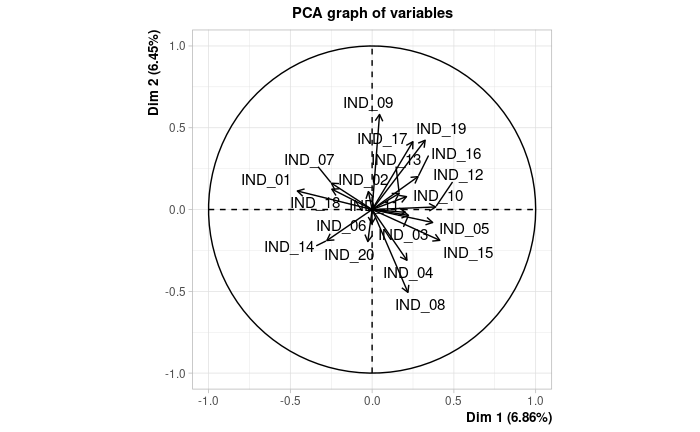 PCA graph of variables
Dim 2 (6.45%)
1.0
0.5
0.0
-0.5
-1.0
IND_09
IND_17
IND_19
IND_07
IND_13
IND_16
IND_01
IND_02
IND_12
IND_18
IND_10
IND_06
IND_03
IND_05
IND_14
IND_20
IND_15
IND_04
IND_08
-1.0
-0.5
0.0
0.5
1.0
Dim 1 (6.86%)